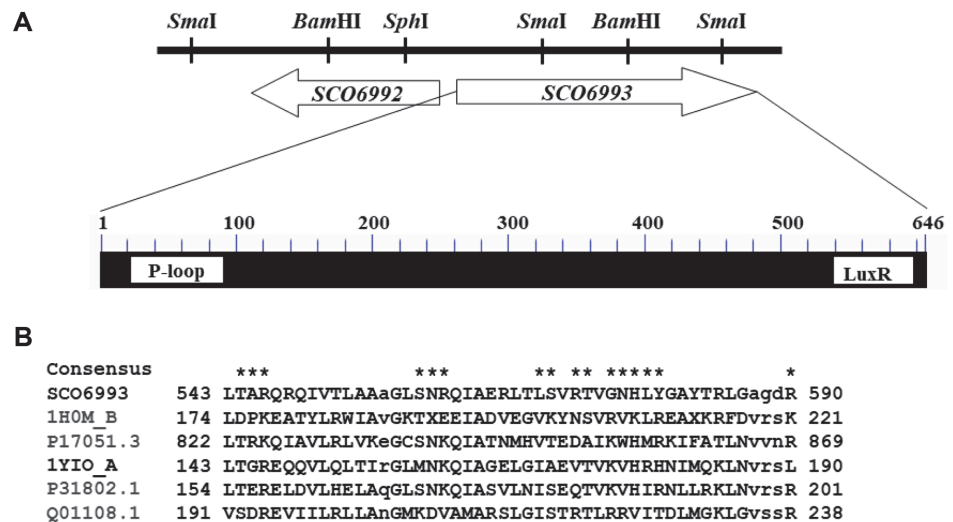 A
SmaI BamHI SphI SmaI BamHI SmaI
SCO6992 SCO6993
1 100 200 300 400 500 646
P-loop LuxR
B
Consensus *** *** ** ** ***** *
SCO6993 543 LTARQRQIVTLAAaGLSNRQIAERLTLSVRTVGNHLYGAYTRLGagdR 590
1H0M_B 174 LDPKEATYLRWIAvGKTXEEIADVEGVKYNSVRVKLREAXKRFDvrsK 221
P17051.3 822 LTRKQIAVLRLVKeGCSNKQIATNMHVTEDAIKWHMRKIFATLNvvnR 869
1YIO_A 143 LTGREQQVLQLTIrGLMNKQIAGELGIAEVTVKVHRHNIMQKLNvrsL 190
P31802.1 154 LTERELDVLHELAqGLSNKQIASVLNISEQTVKVHIRNLLRKLNvrsR 201
Q01108.1 191 VSDREVIILRLLAnGMKDVAMARSLGISTRTLRRVITDLMGKLGvssR 238